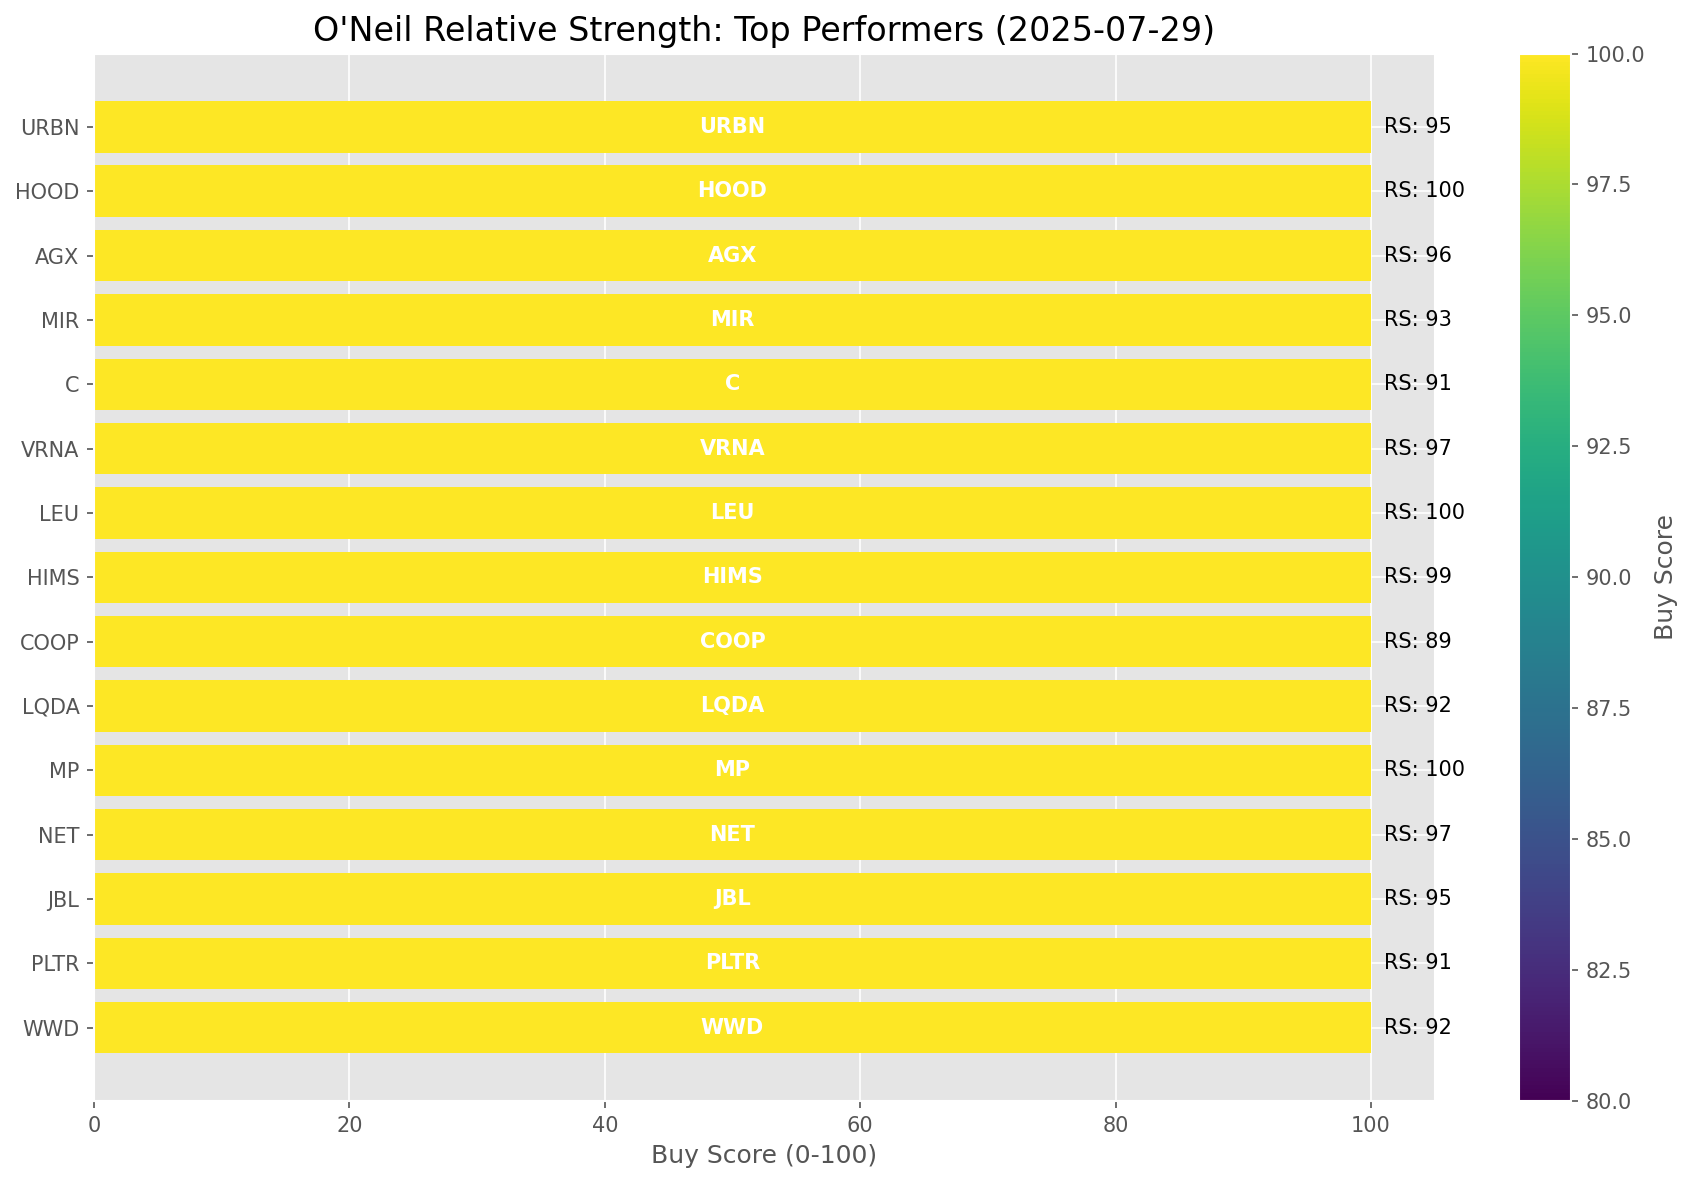 O'Neil Relative Strength: Top Performers (2025-07-29)
URBN URBN RS: 95
HOOD HOOD RS: 100
AGX AGX RS: 96
MIR MIR RS: 93
C C RS: 91
VRNA VRNA RS: 97
LEU LEU RS: 100
HIMS HIMS RS: 99
COOP COOP RS: 89
LQDA LQDA RS: 92
MP MP RS: 100
NET NET RS: 97
JBL JBL RS: 95
PLTR PLTR RS: 91
WWD WWD RS: 92
0 20 40 60 80 100
Buy Score (0-100)
100.0
97.5
95.0
92.5
90.0
87.5
85.0
82.5
80.0
Buy Score